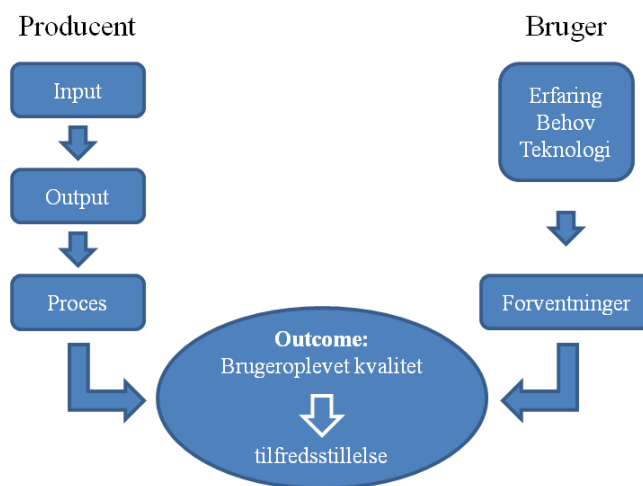 Producent
Input
Output
Proces
Bruger
Erfaring
Behov
Teknologi
Forventninger
Outcome:
Brugeroplevet kvalitet
tilfredsstillelse